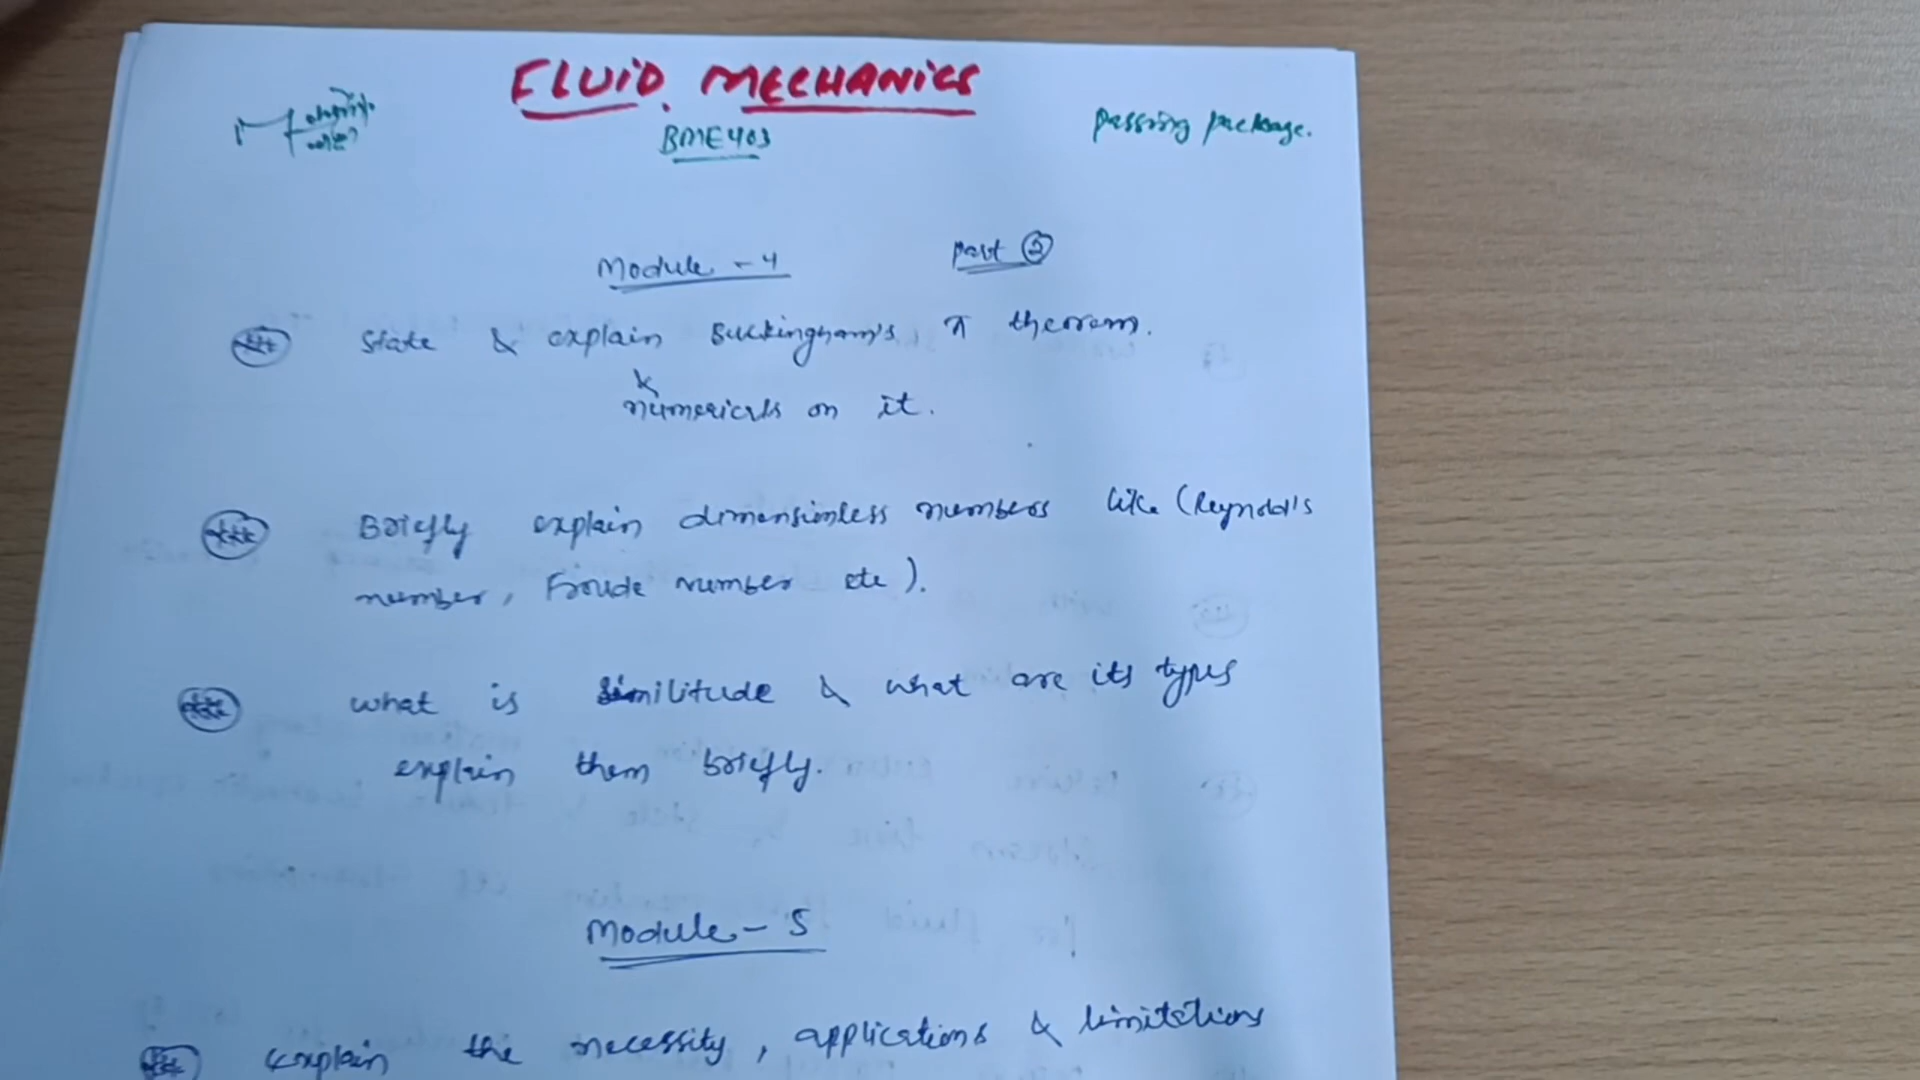 FLUID MECHANICS
BME403
passing package.
Module - 4
part 2
State & explain Buckingham's π theorem.
&
numericals on it.
Briefly explain dimensionless numbers like (Reynold's
number, Froude number etc).
what is similitude & what are its types
explain them briefly.
Module - 5
explain the necessity, applications & limitations